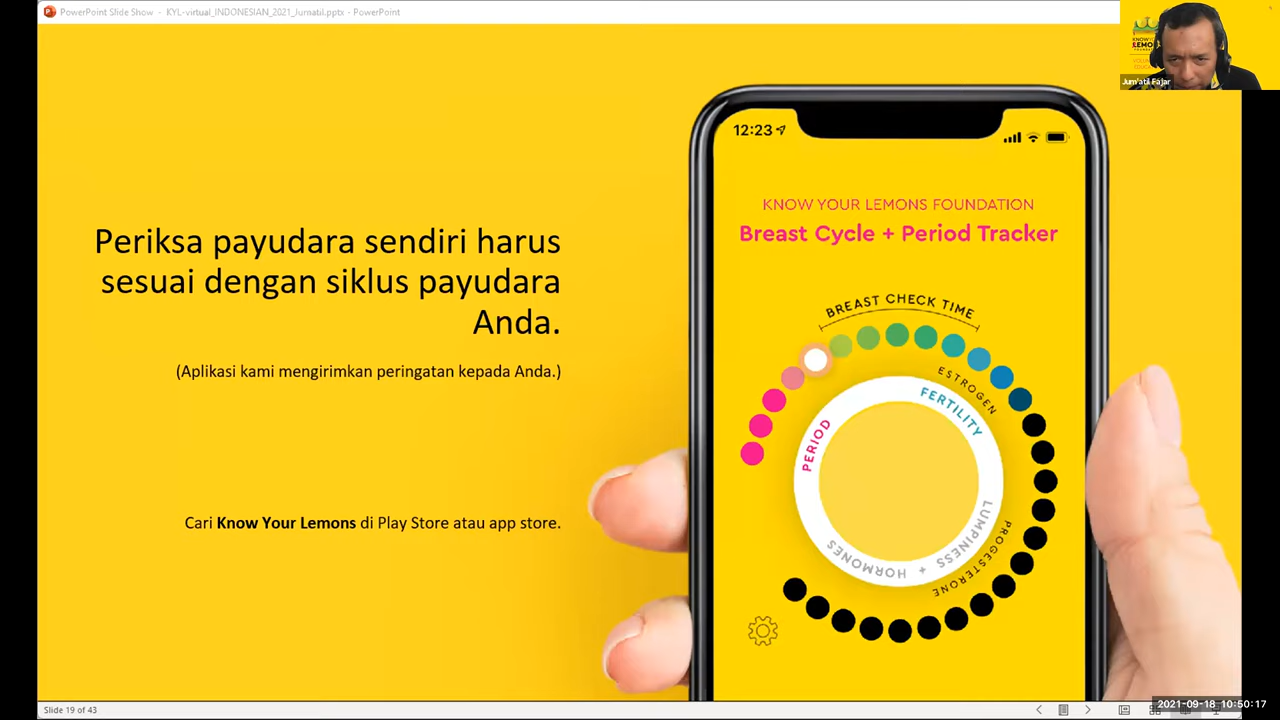 PowerPoint Slide Show - KYL-virtual_INDONESIAN_2021_Jumatil.pptx - PowerPoint
Jum'atil Fajar
Periksa payudara sendiri harus
sesuai dengan siklus payudara
Anda.
(Aplikasi kami mengirimkan peringatan kepada Anda.)
Cari Know Your Lemons di Play Store atau app store.
12:23
KNOW YOUR LEMONS FOUNDATION
Breast Cycle + Period Tracker
BREAST CHECK TIME
ESTROGEN
FERTILITY
PERIOD
PROGESTERONE
LUMPINESS + HORMONES
Slide 19 of 43
2021-09-18 10:50:17